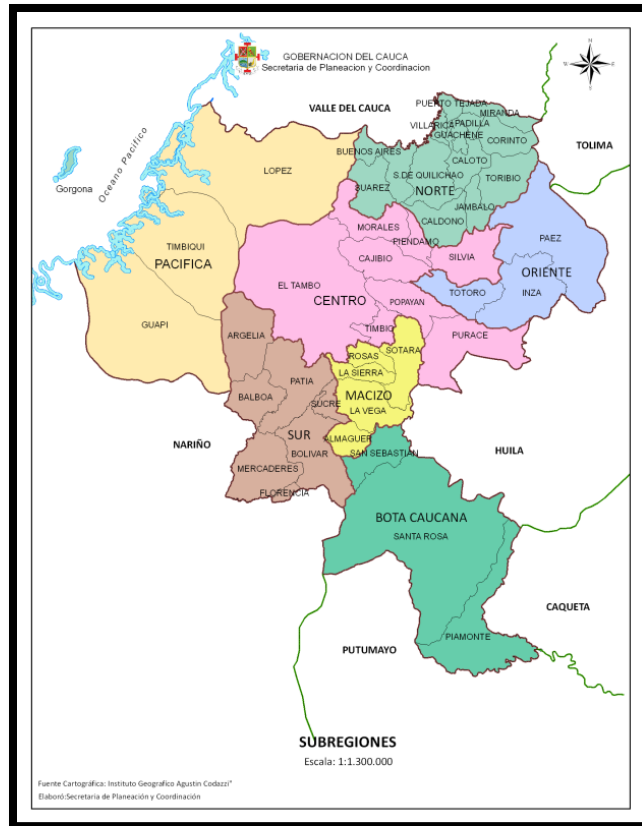 GOBERNACION DEL CAUCA
Secretaria de Planeacion y Coordinacion
N
W
E
S
VALLE DEL CAUCA
PUERTO TEJADA
MIRANDA
VILLARICA
PADILLA
GUACHENE
CORINTO
TOLIMA
Oceano Pacifico
Gorgona
BUENOS AIRES
LOPEZ
CALOTO
S.DE QUILICHAO
TORIBIO
SUAREZ
NORTE
JAMBALO
CALDONO
MORALES
PIENDAMO
PAEZ
TIMBIQUI
PACIFICA
CAJIBIO
SILVIA
ORIENTE
EL TAMBO
CENTRO
TOTORO
INZA
POPAYAN
GUAPI
TIMBIO
PURACE
ARGELIA
SOTARA
ROSAS
LA SIERRA
PATIA
BALBOA
MACIZO
SUCRE
LA VEGA
NARIÑO
SUR
ALMAGUER
HUILA
BOLIVAR
SAN SEBASTIAN
MERCADERES
FLORENCIA
BOTA CAUCANA
SANTA ROSA
CAQUETA
PIAMONTE
PUTUMAYO
SUBREGIONES
Escala: 1:1.300.000
Fuente Cartográfica: Instituto Geografico Agustin Codazzi"
Elaboró:Secretaria de Planeación y Coordinación